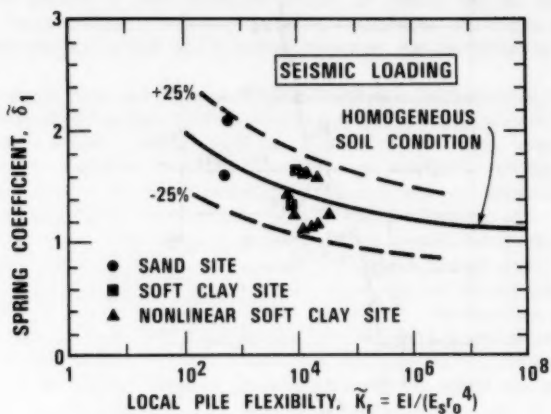 3
2
1
0
SPRING COEFFICIENT, δ̃₁
+25%
-25%
SEISMIC LOADING
HOMOGENEOUS
SOIL CONDITION
● SAND SITE
■ SOFT CLAY SITE
▲ NONLINEAR SOFT CLAY SITE
1 10² 10⁴ 10⁶ 10⁸
LOCAL PILE FLEXIBILTY, K̃ᵣ = EI/(Eₛr₀⁴)